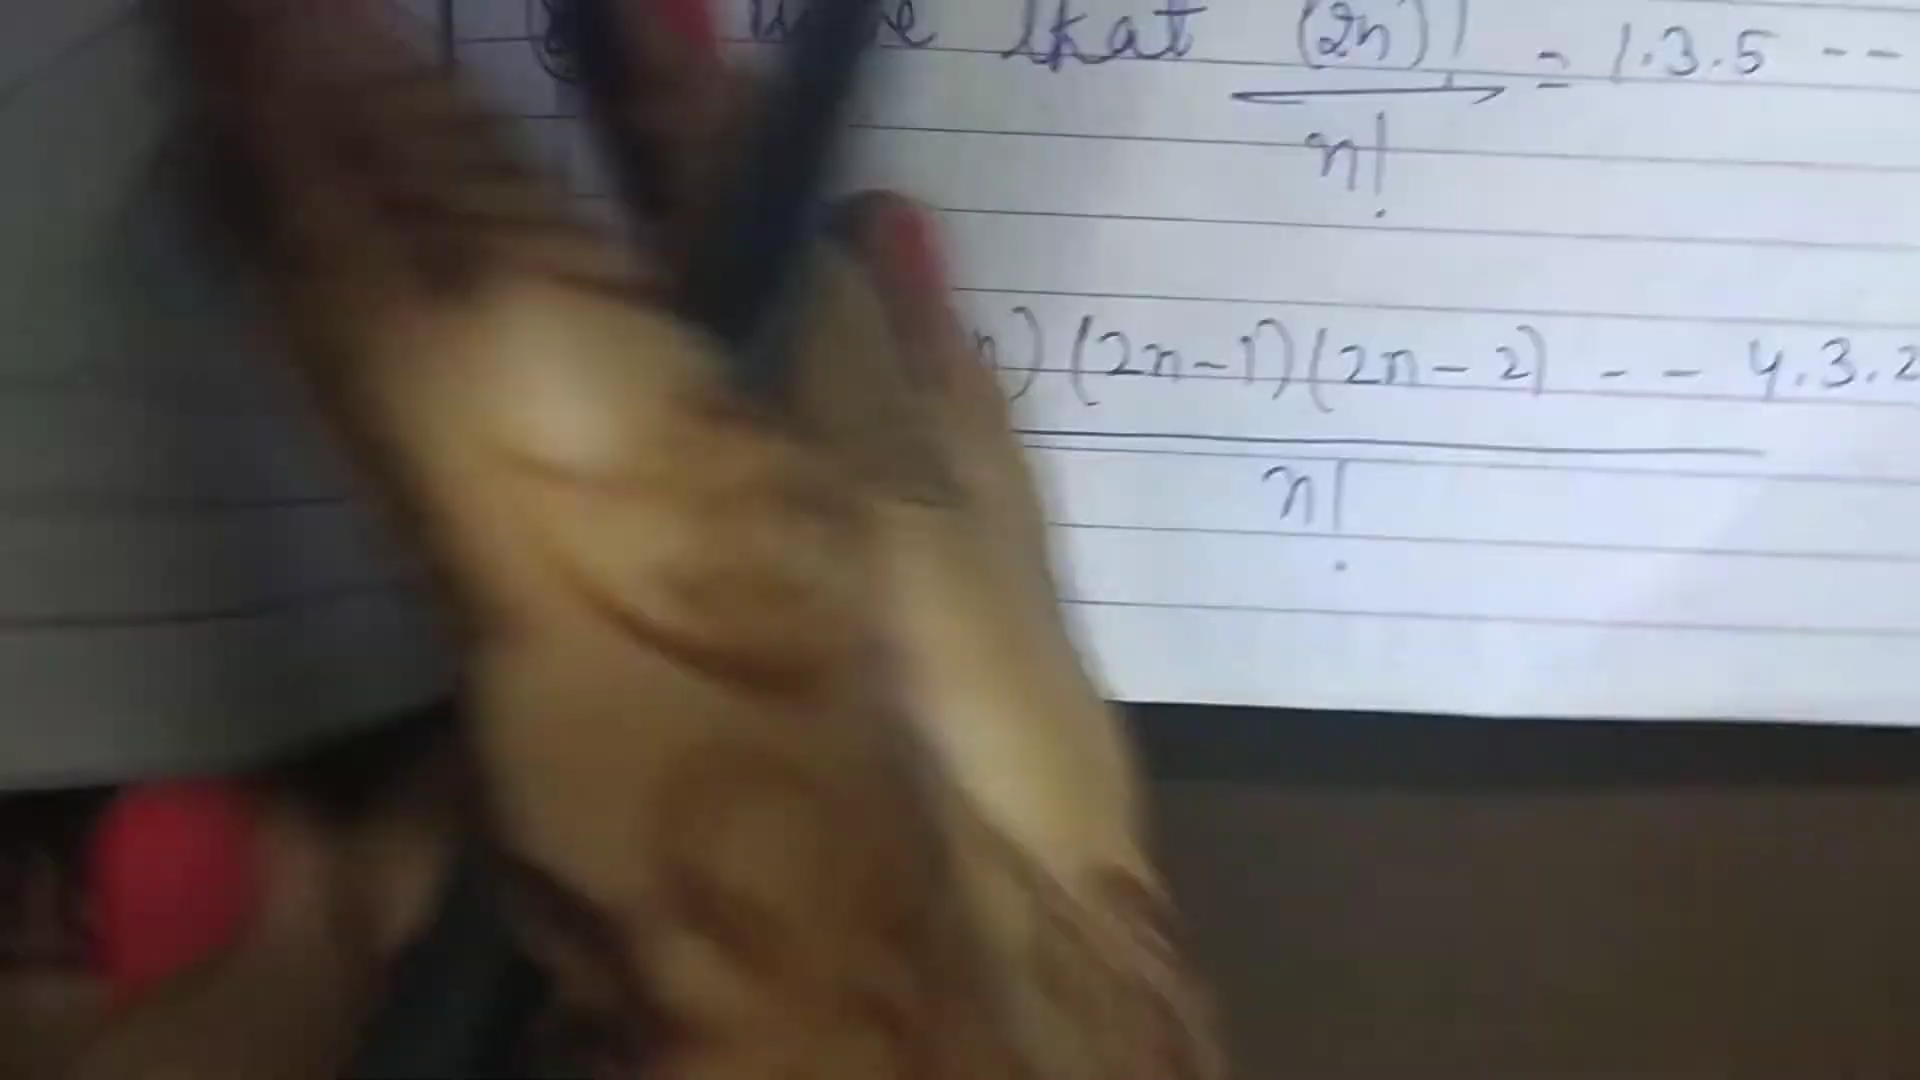 that (2n)! = 1.3.5 --
n!
n) (2n-1) (2n-2) -- 4.3.2
n!